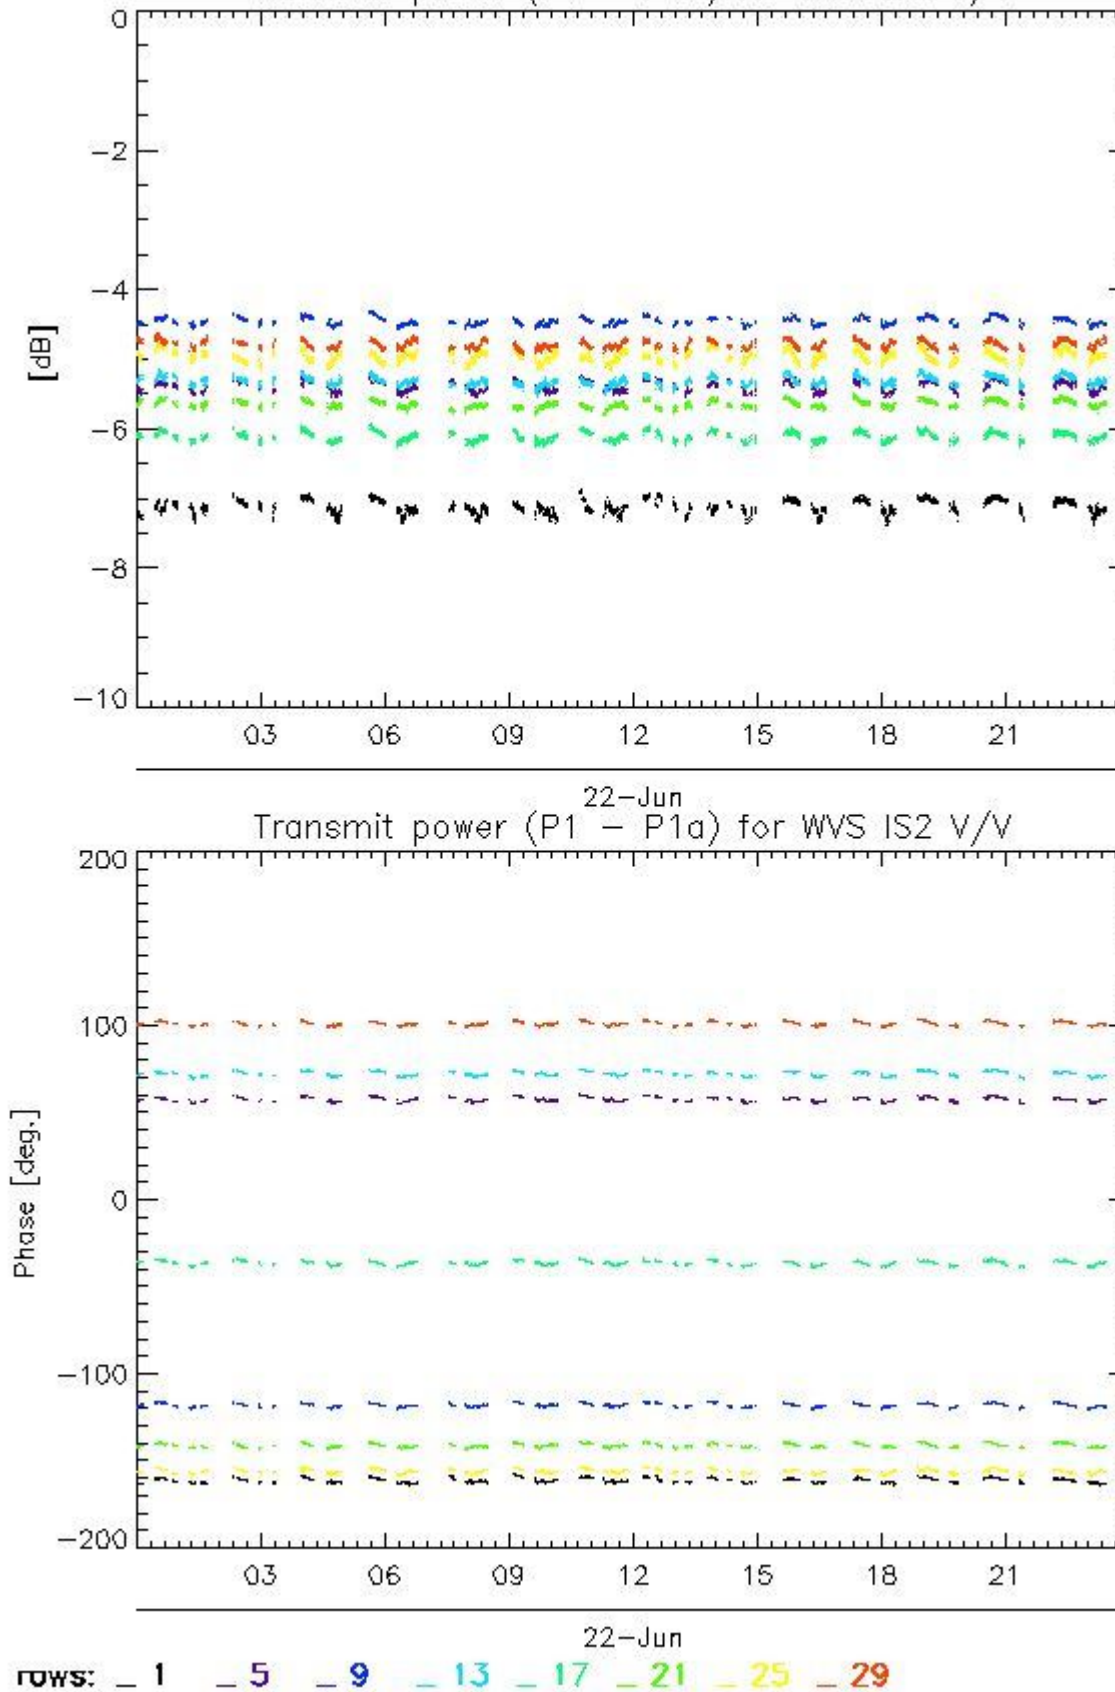 0
-2
-4
[dB]
-6
-8
-10
03 06 09 12 15 18 21
22-Jun
Transmit power (P1 - P1a) for WVS IS2 V/V
200
100
Phase [deg.]
0
-100
-200
03 06 09 12 15 18 21
22-Jun
rows: _ 1 _ 5 _ 9 _ 13 _ 17 _ 21 _ 25 _ 29